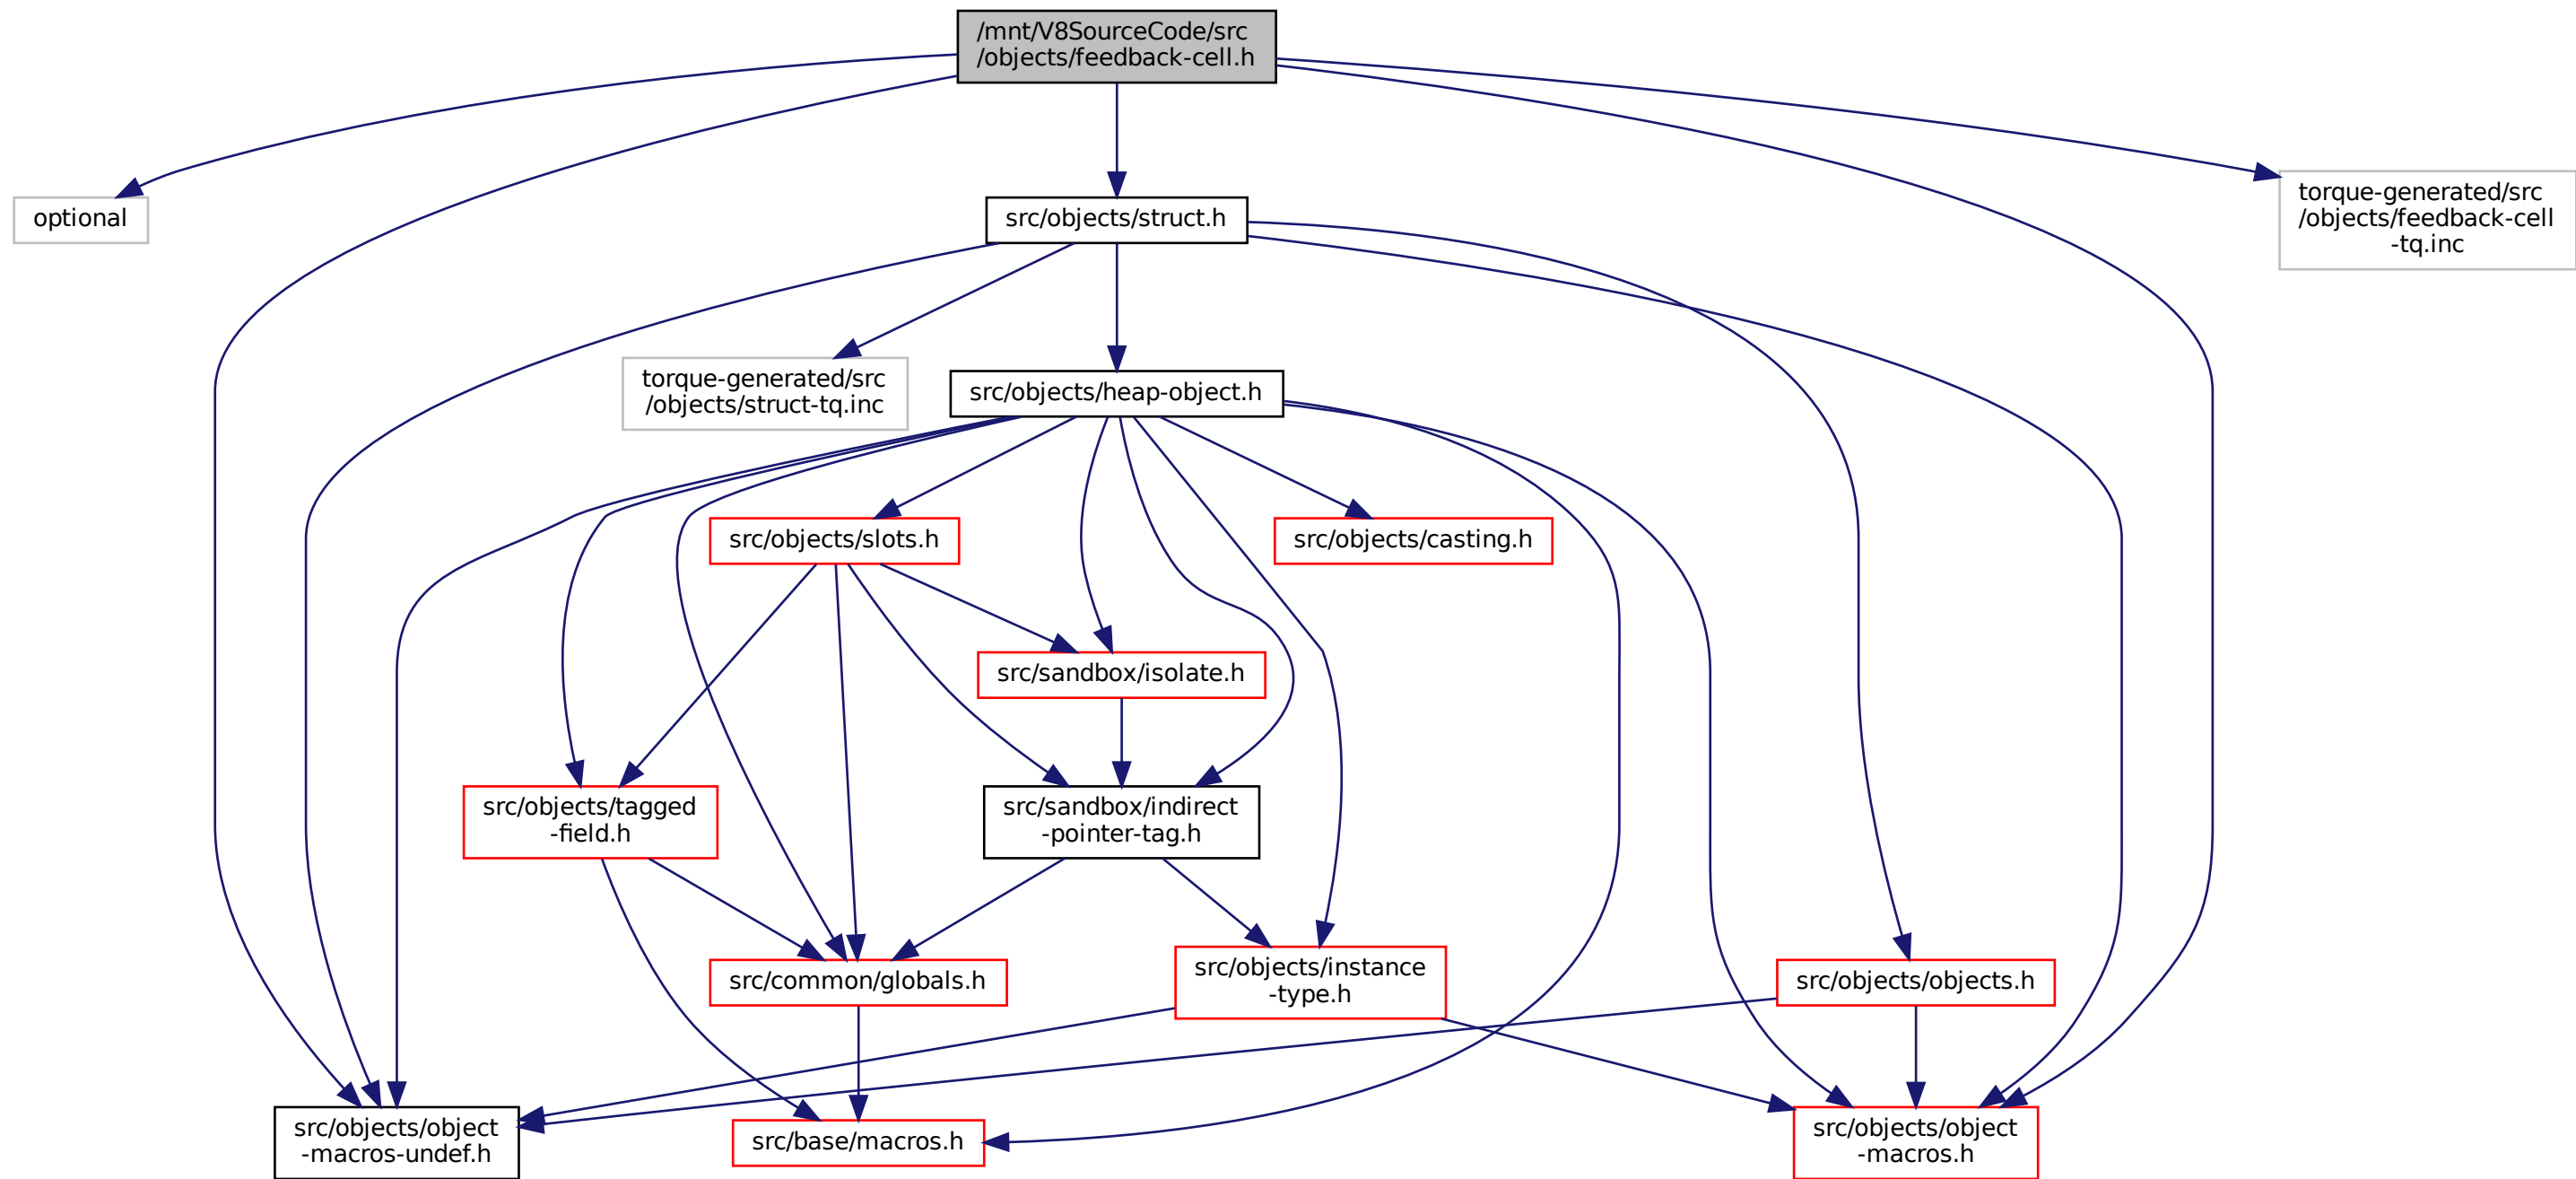 /mnt/V8SourceCode/src
/objects/feedback-cell.h
optional
src/objects/struct.h
torque-generated/src
/objects/feedback-cell
-tq.inc
torque-generated/src
/objects/struct-tq.inc
src/objects/heap-object.h
src/objects/slots.h
src/objects/casting.h
src/sandbox/isolate.h
src/objects/tagged
-field.h
src/sandbox/indirect
-pointer-tag.h
src/common/globals.h
src/objects/instance
-type.h
src/objects/objects.h
src/objects/object
-macros-undef.h
src/base/macros.h
src/objects/object
-macros.h